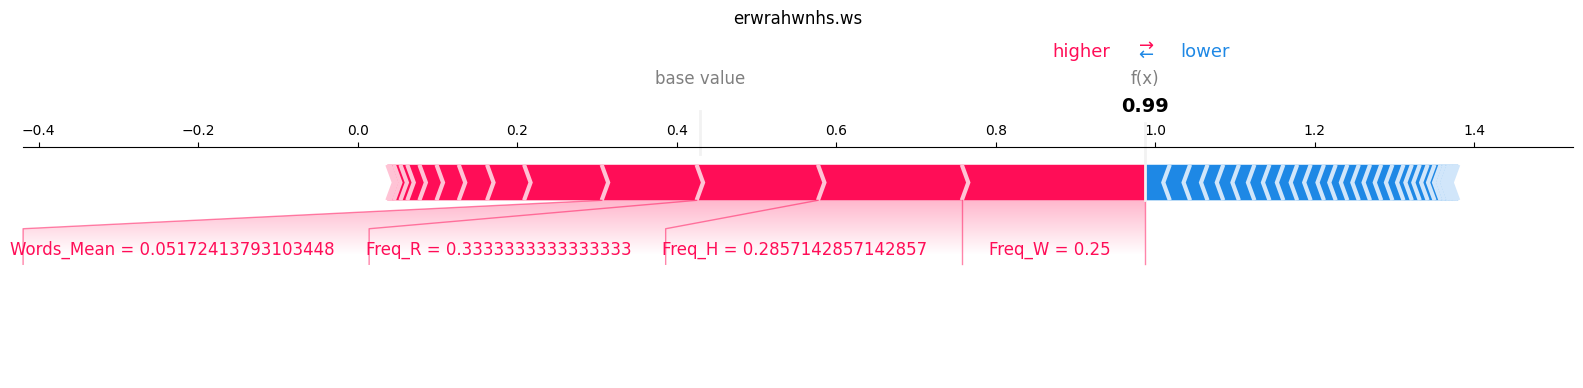 erwrahwnhs.ws
higher ⇄ lower
base value f(x)
0.99
−0.4 −0.2 0.0 0.2 0.4 0.6 0.8 1.0 1.2 1.4
Words_Mean = 0.05172413793103448 Freq_R = 0.3333333333333333 Freq_H = 0.2857142857142857 Freq_W = 0.25